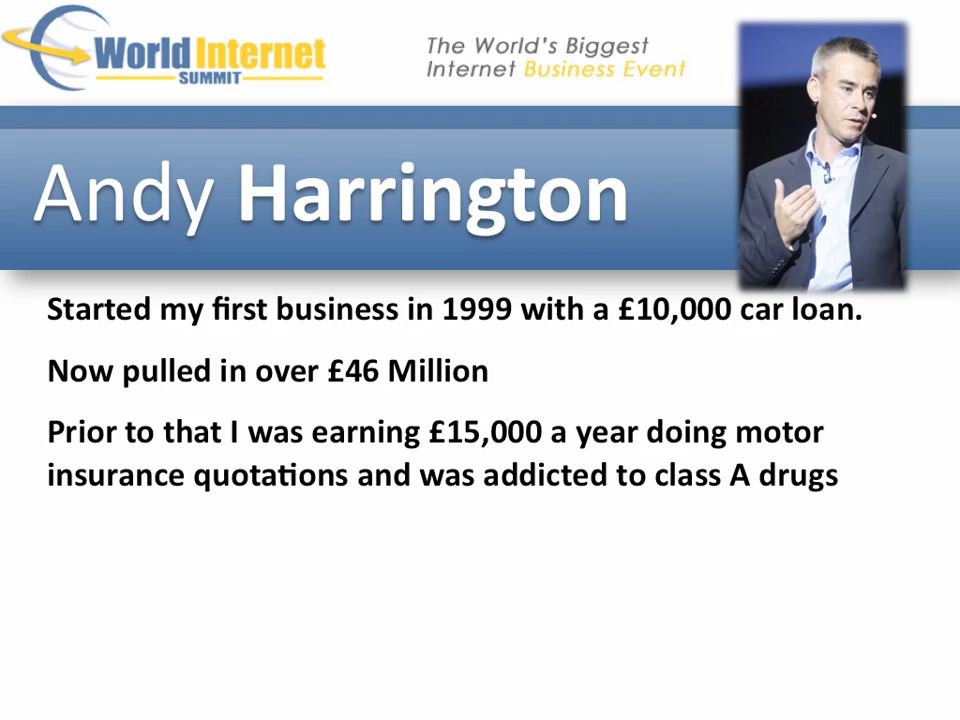 World Internet
SUMMIT
The World's Biggest
Internet Business Event
Andy Harrington
Started my first business in 1999 with a £10,000 car loan.
Now pulled in over £46 Million
Prior to that I was earning £15,000 a year doing motor
insurance quotations and was addicted to class A drugs